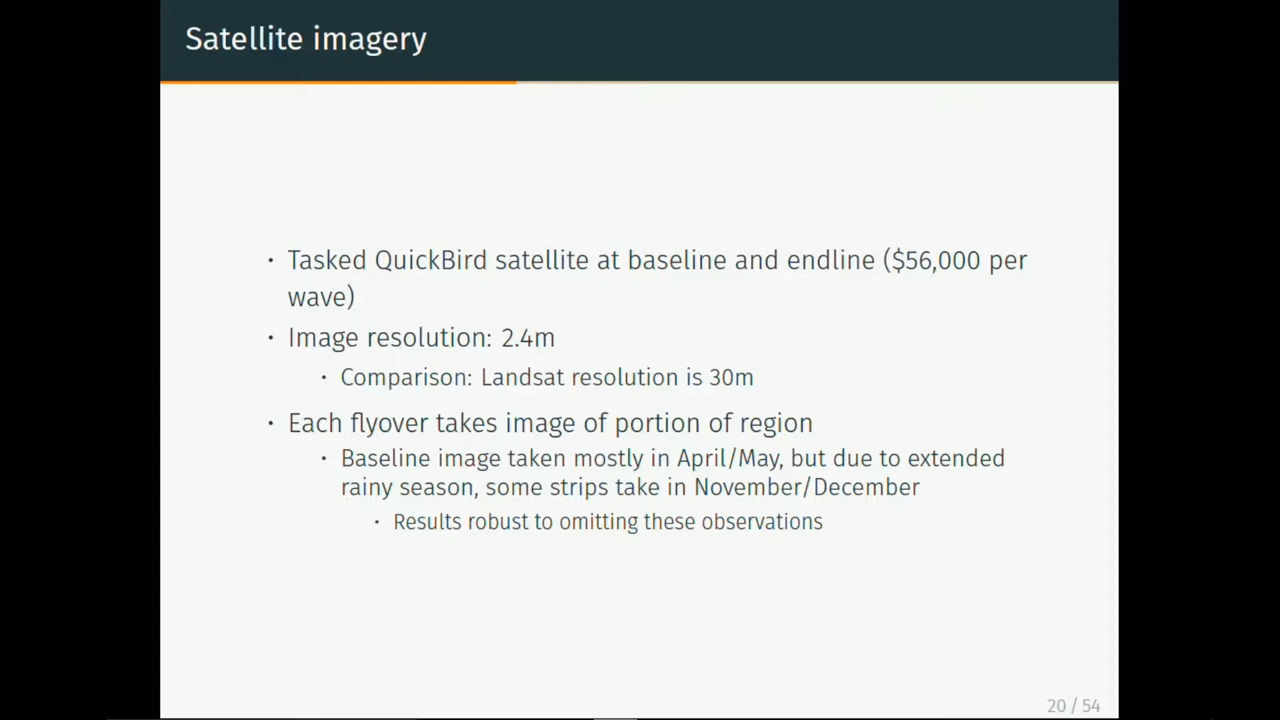 Satellite imagery
• Tasked QuickBird satellite at baseline and endline ($56,000 per
wave)
• Image resolution: 2.4m
• Comparison: Landsat resolution is 30m
• Each flyover takes image of portion of region
• Baseline image taken mostly in April/May, but due to extended
rainy season, some strips take in November/December
• Results robust to omitting these observations
20 / 54